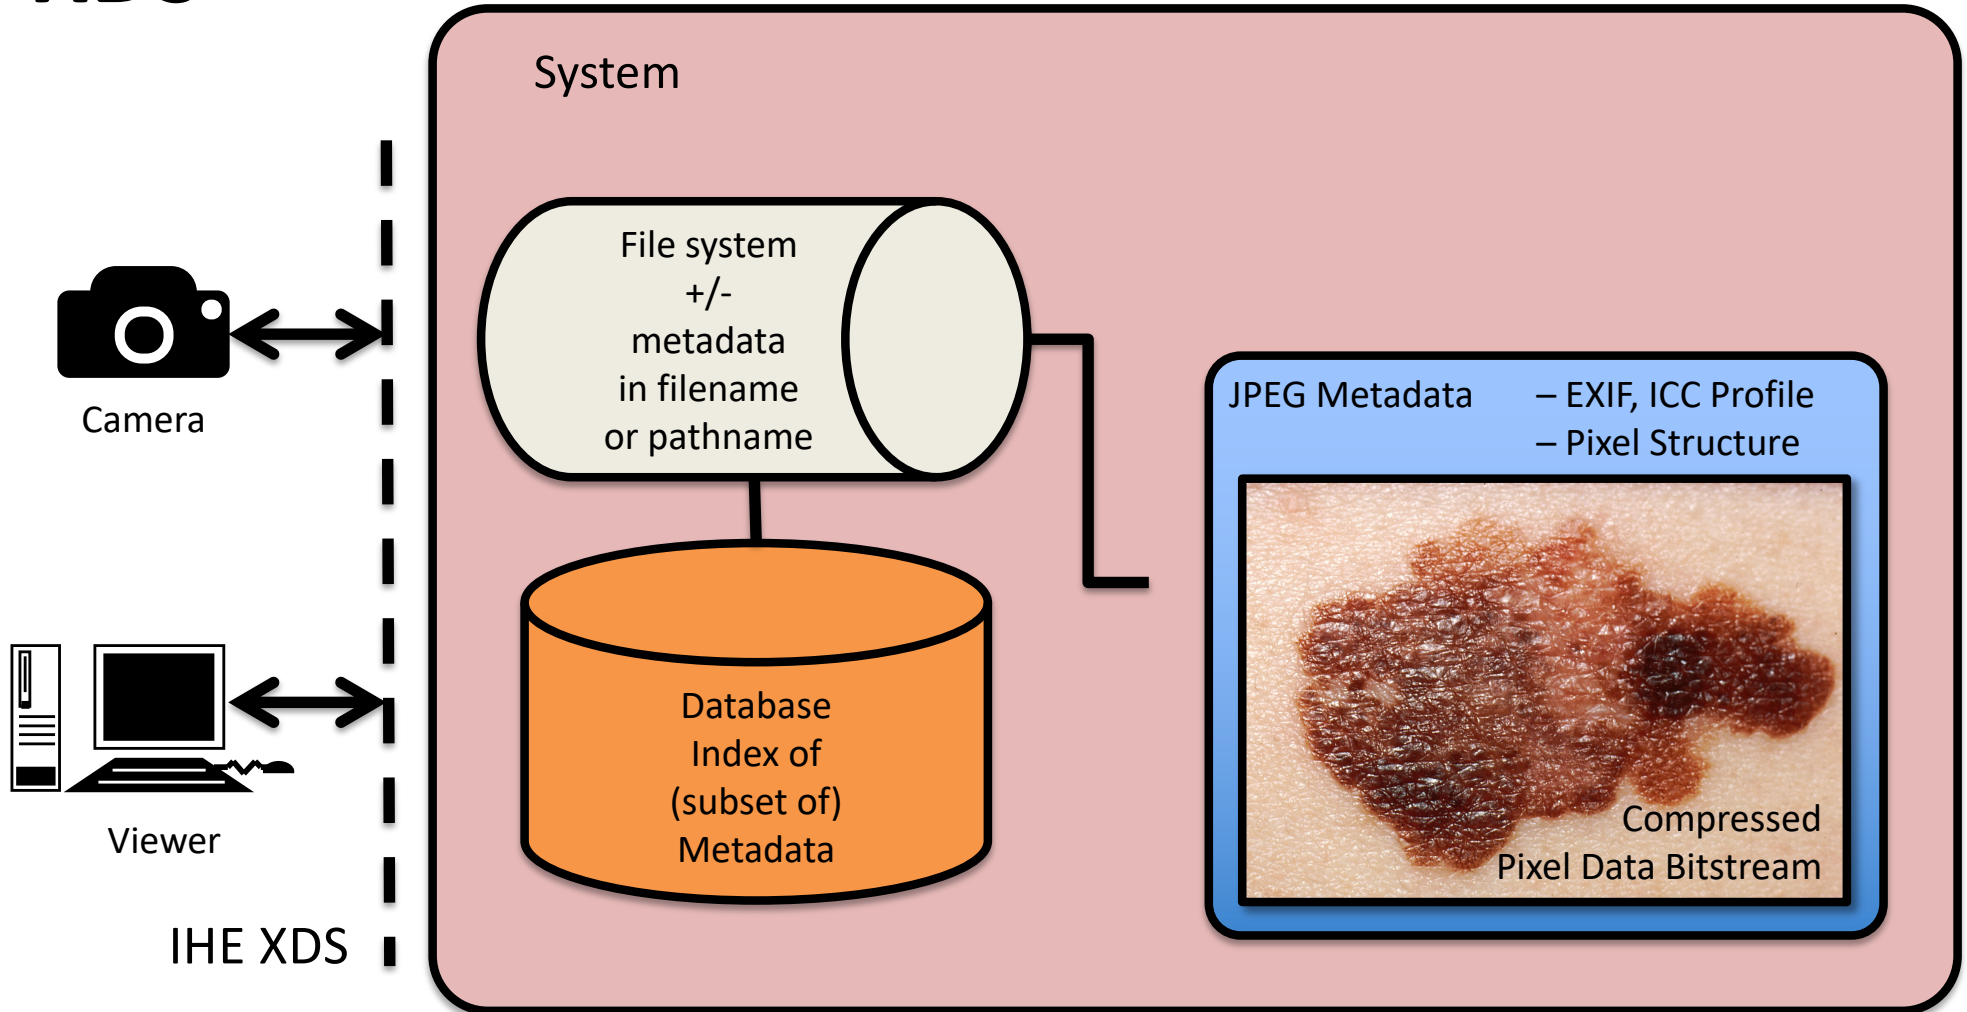 System
File system
+/-
metadata
in filename
or pathname
Camera
JPEG Metadata – EXIF, ICC Profile
– Pixel Structure
Database
Index of
(subset of)
Metadata
Compressed
Pixel Data Bitstream
Viewer
IHE XDS